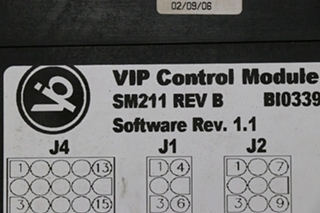 02/09/06
VIP
VIP Control Module
SM211 REV B BI0339
Software Rev. 1.1
J4 J1 J2
1 13 1 4 1 7
3 15 3 6 3 9